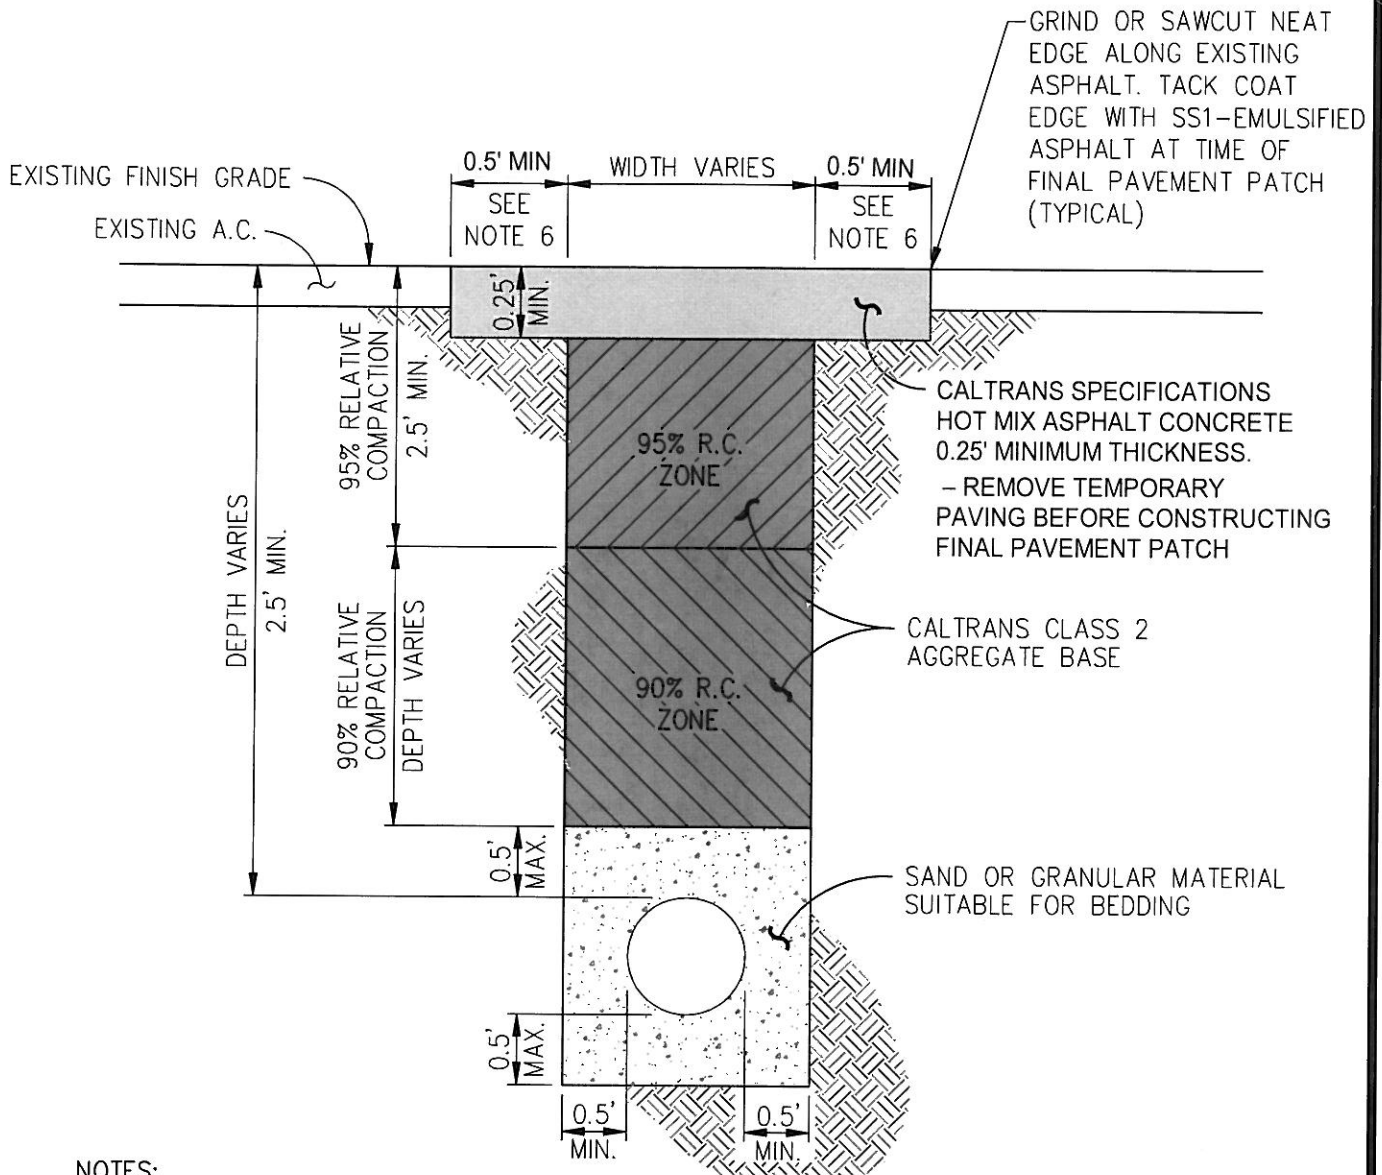 GRIND OR SAWCUT NEAT
EDGE ALONG EXISTING
ASPHALT. TACK COAT
EDGE WITH SS1-EMULSIFIED
ASPHALT AT TIME OF
FINAL PAVEMENT PATCH
(TYPICAL)
0.5' MIN
WIDTH VARIES
0.5' MIN
SEE
NOTE 6
SEE
NOTE 6
EXISTING FINISH GRADE
EXISTING A.C.
0.25'
MIN.
95% RELATIVE
COMPACTION
2.5' MIN.
95% R.C.
ZONE
CALTRANS SPECIFICATIONS
HOT MIX ASPHALT CONCRETE
0.25' MINIMUM THICKNESS.
– REMOVE TEMPORARY
PAVING BEFORE CONSTRUCTING
FINAL PAVEMENT PATCH
DEPTH VARIES
2.5' MIN.
90% RELATIVE
COMPACTION
DEPTH VARIES
90% R.C.
ZONE
CALTRANS CLASS 2
AGGREGATE BASE
0.5'
MAX.
SAND OR GRANULAR MATERIAL
SUITABLE FOR BEDDING
0.5'
MAX.
0.5'
MIN.
0.5'
MIN.
NOTES: